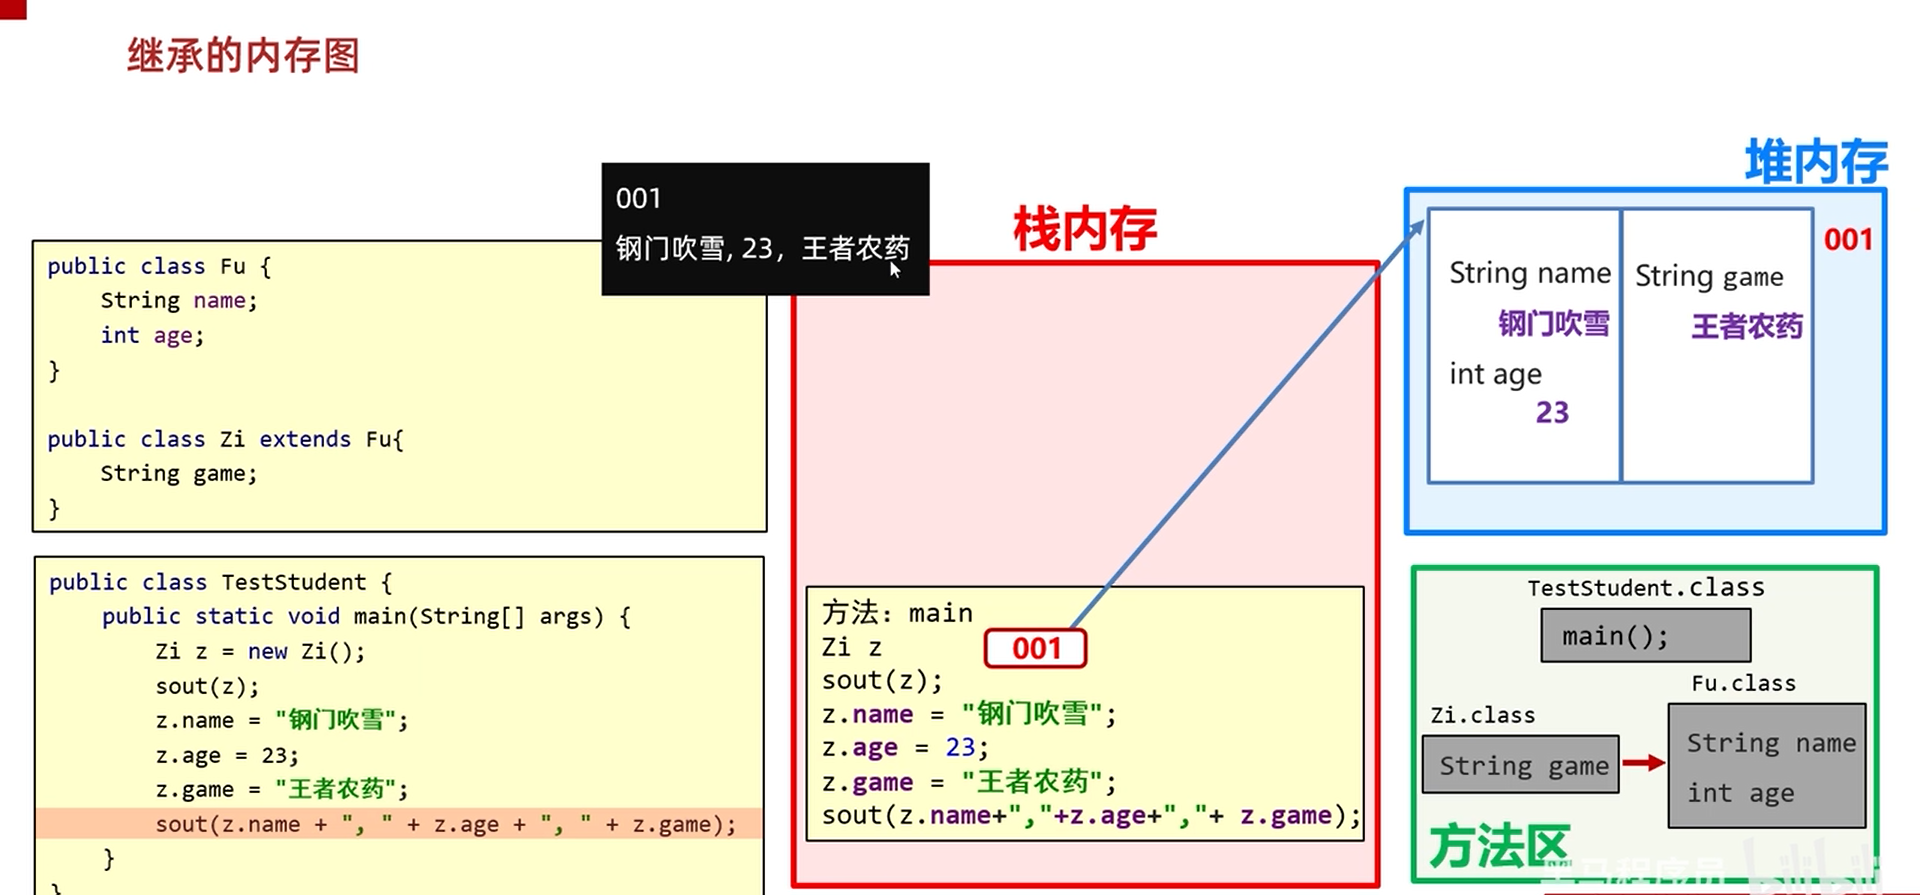 继承的内存图
001
钢门吹雪, 23, 王者农药
public class Fu {
String name;
int age;
}
public class Zi extends Fu{
String game;
}
public class TestStudent {
public static void main(String[] args) {
Zi z = new Zi();
sout(z);
z.name = "钢门吹雪";
z.age = 23;
z.game = "王者农药";
sout(z.name + ", " + z.age + ", " + z.game);
}
}
栈内存
方法: main
Zi z 001
sout(z);
z.name = "钢门吹雪";
z.age = 23;
z.game = "王者农药";
sout(z.name+","+z.age+","+ z.game);
堆内存
001
String name
钢门吹雪
int age
23
String game
王者农药
TestStudent.class
main();
Fu.class
String name
int age
Zi.class
String game
方法区
bilibili